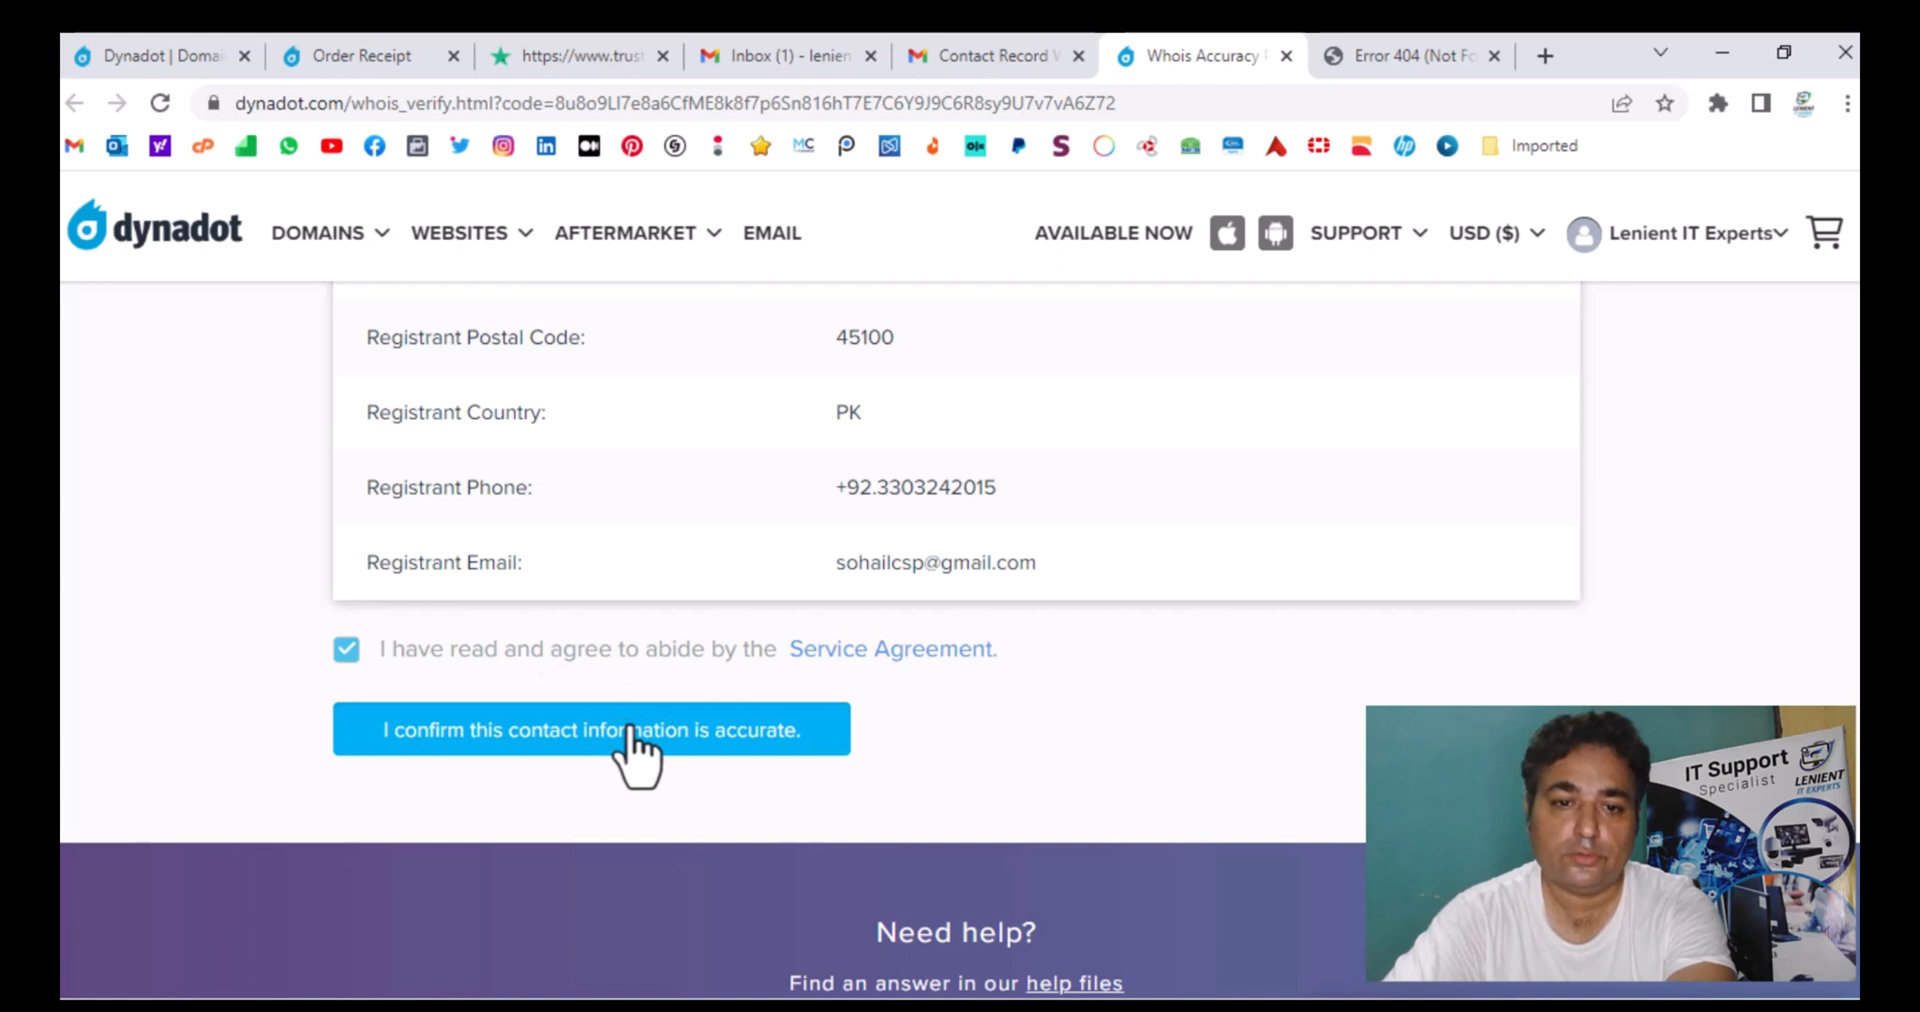 Dynadot | Domai
Order Receipt
https://www.trust
Inbox (1) - lenien
Contact Record
Whois Accuracy
Error 404 (Not Fo
dynadot.com/whois_verify.html?code=8u8o9LI7e8a6CfME8k8f7p6Sn816hT7E7C6Y9J9C6R8sy9U7v7vA6Z72
Imported
dynadot DOMAINS WEBSITES AFTERMARKET EMAIL AVAILABLE NOW SUPPORT USD ($) Lenient IT Experts
Registrant Postal Code: 45100
Registrant Country: PK
Registrant Phone: +92.3303242015
Registrant Email: sohailcsp@gmail.com
I have read and agree to abide by the Service Agreement.
I confirm this contact information is accurate.
IT Support
Specialist
LENIENT
IT EXPERTS
Need help?
Find an answer in our help files